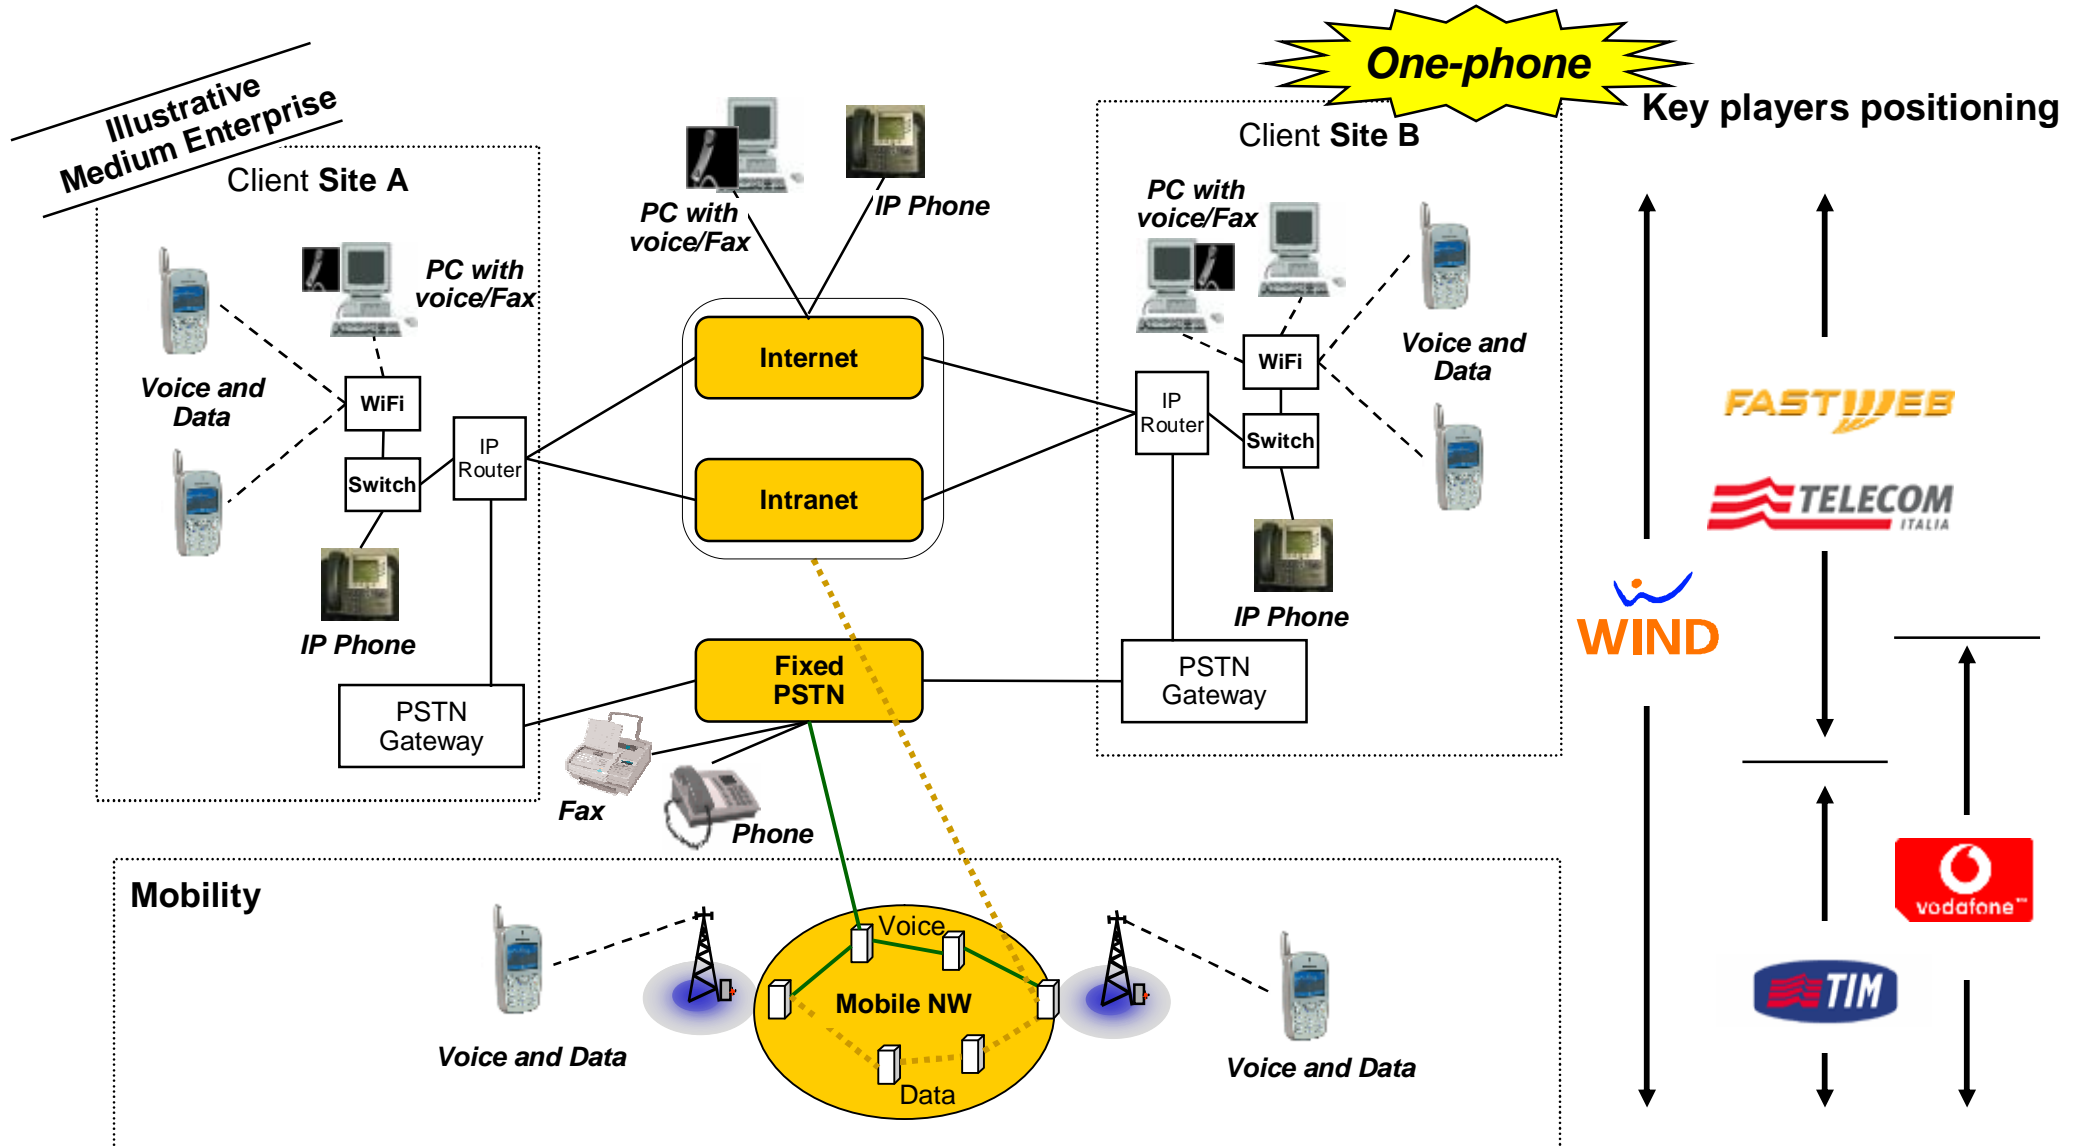 Illustrative
Medium Enterprise
One-phone
Key players positioning
Client Site A
PC with
voice/Fax
IP Phone
Client Site B
PC with
voice/Fax
PC with
voice/Fax
Voice and
Data
WiFi
Switch
IP
Router
IP Phone
PSTN
Gateway
Internet
Intranet
Fixed
PSTN
Fax
Phone
IP
Router
WiFi
Switch
Voice and
Data
IP Phone
PSTN
Gateway
FASTWEB
TELECOM
ITALIA
WIND
vodafone™
TIM
Mobility
Voice and Data
Voice
Mobile NW
Data
Voice and Data